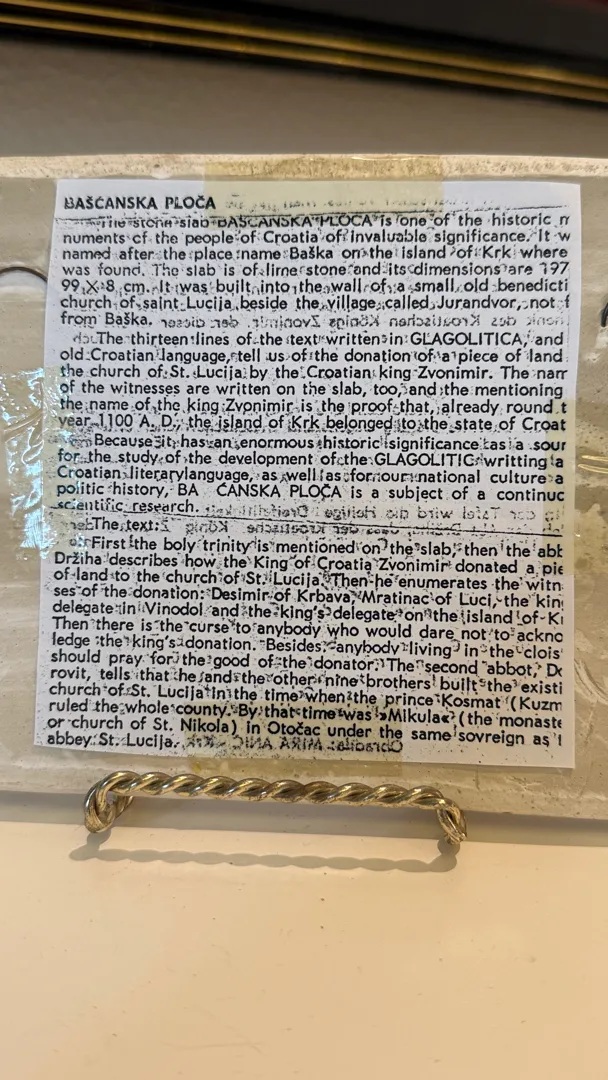 BAŠĆANSKA PLOČA
The stone slab BAŠĆANSKA PLOČA is one of the historic m
numents of the people of Croatia of invaluable significance. It w
named after the place name Baška on the island of Krk where
was found. The slab is of limerstone and its dimensions are 197
99 X 8 cm. It was built into the wall of a small old benedicti
church of saint Lucija beside the village called Jurandvor, not f
from Baška.
The thirteen lines of the text written in GLAGOLITICA, and
old Croatian language, tell us of the donation of a piece of land
the church of St. Lucija by the Croatian king Zvonimir. The nam
of the witnesses are written on the slab, too, and the mentioning
the name of the king Zvonimir is the proof that, already round t
year 1100 A. D., the island of Krk belonged to the state of Croat
Because it has an enormous historic significance as a sour
for the study of the development of the GLAGOLITIC writting a
Croatian literarylanguage, as well as for our national culture a
politic history, BA CANSKA PLOČA is a subject of a continuc
scientific research.
The text:
First the boly trinity is mentioned on the slab, then the abb
Držiha describes how the King of Croatia Zvonimir donated a pie
of land to the church of St. Lucija. Then he enumerates the witn
ses of the donation: Desimir of Krbava, Mratinac of Luci, the kin
delegate in Vinodol and the king's delegate on the island of K
Then there is the curse to anybody who would dare not to ackno
ledge the king's donation. Besides, anybody living in the clois
should pray for the good of the donator. The second abbot, Do
rovit, tells that he and the other nine brothers built the existi
church of St. Lucija in the time when the prince Kosmat (Kuzm
ruled the whole county. By that time was Mikula (the monaste
or church of St. Nikola) in Otočac under the same sovreign as t
abbey St. Lucija.